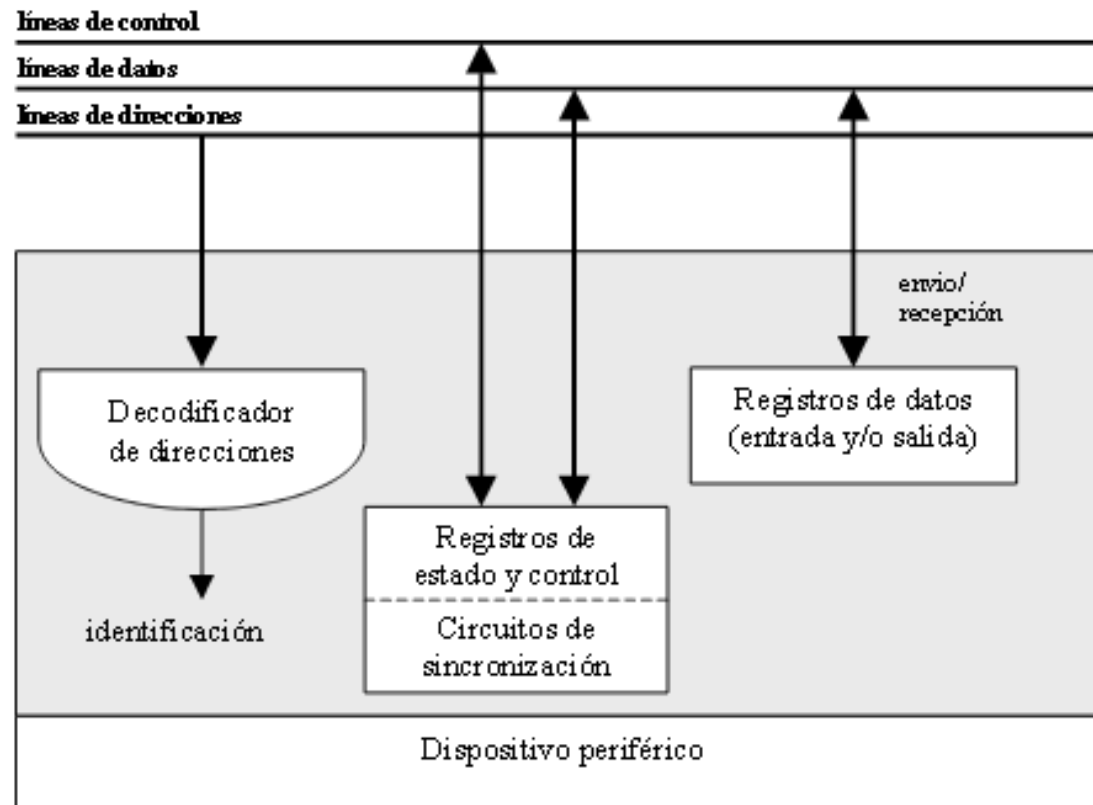 líneas de control
líneas de datos
líneas de direcciones
envio/
recepción
Decodificador
de direcciones
Registros de datos
(entrada y/o salida)
Registros de
estado y control
identificación
Circuitos de
sincronización
Dispositivo periférico